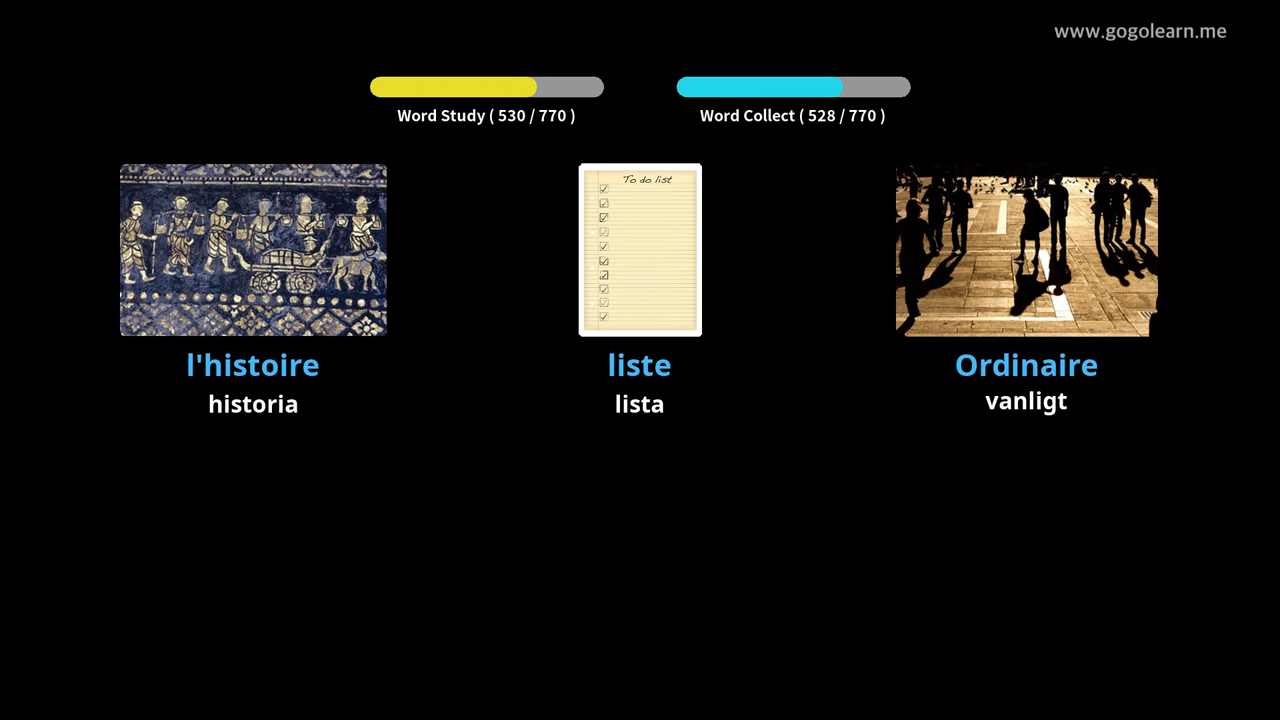 www.gogolearn.me
Word Study ( 530 / 770 )
Word Collect ( 528 / 770 )
To do list
l'histoire
liste
Ordinaire
historia
lista
vanligt